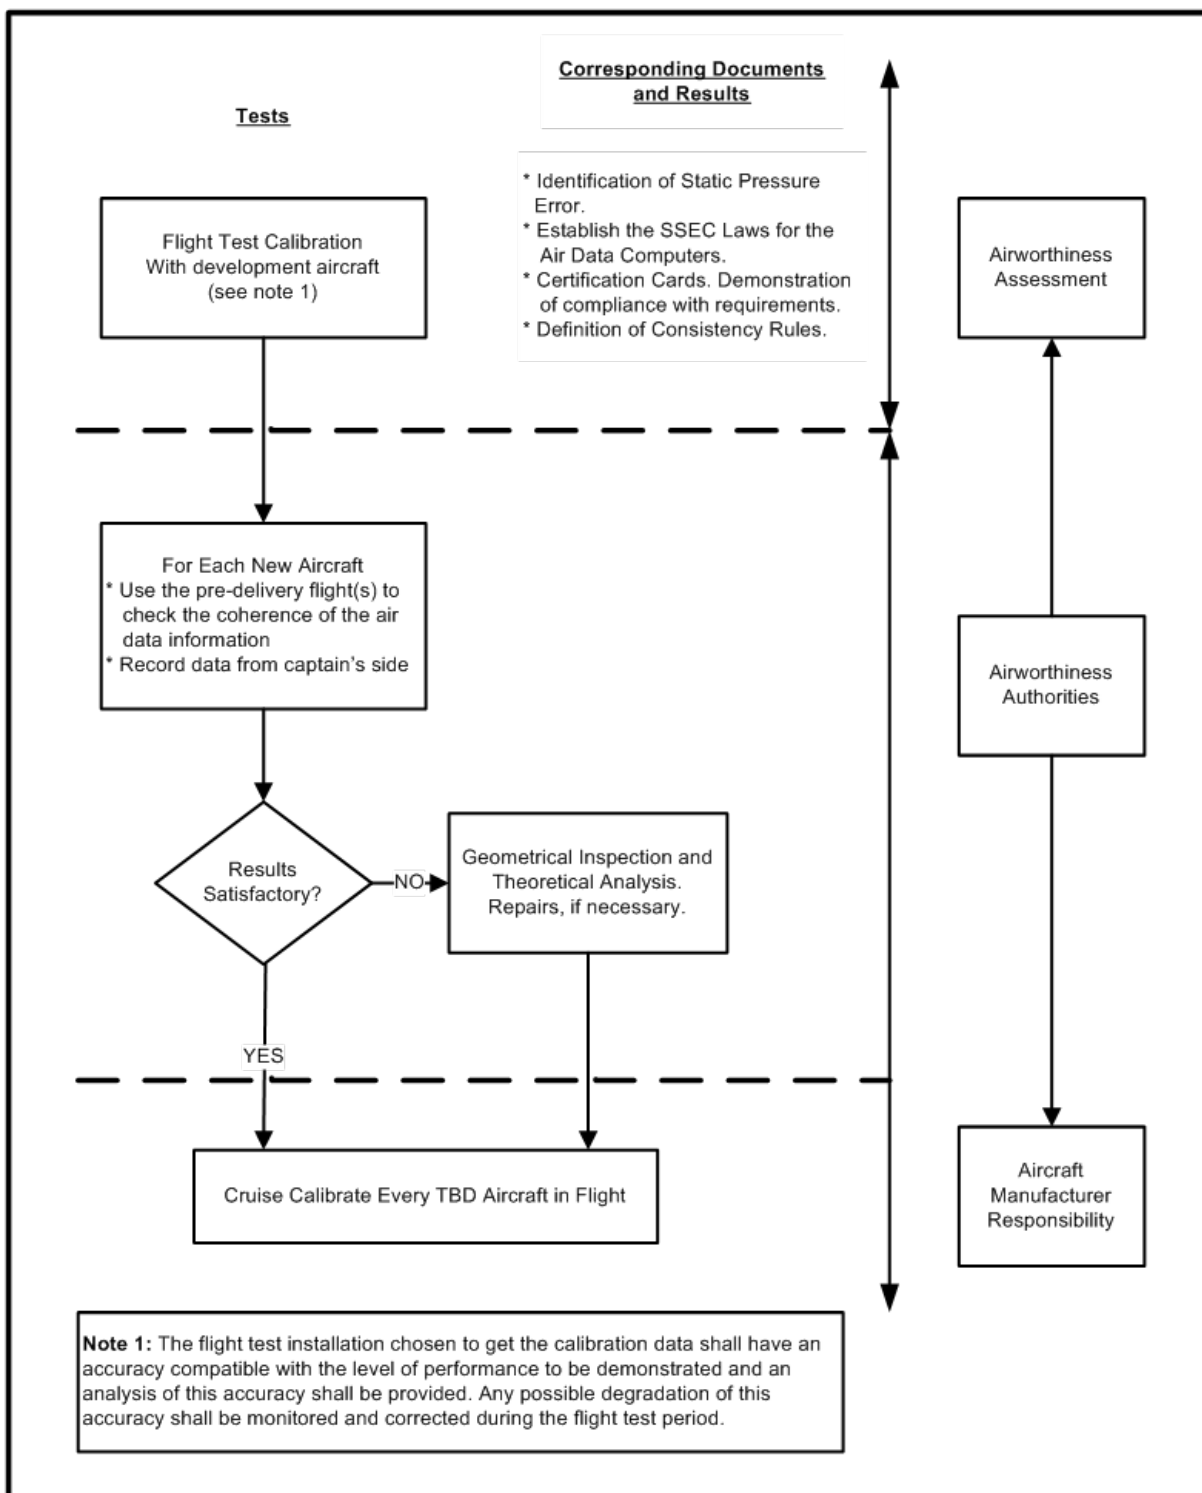 Tests
Corresponding Documents
and Results
Flight Test Calibration
With development aircraft
(see note 1)
* Identification of Static Pressure
Error.
* Establish the SSEC Laws for the
Air Data Computers.
* Certification Cards. Demonstration
of compliance with requirements.
* Definition of Consistency Rules.
Airworthiness
Assessment
For Each New Aircraft
* Use the pre-delivery flight(s) to
check the coherence of the air
data information
* Record data from captain's side
Airworthiness
Authorities
Results
Satisfactory?
NO
Geometrical Inspection and
Theoretical Analysis.
Repairs, if necessary.
YES
Cruise Calibrate Every TBD Aircraft in Flight
Aircraft
Manufacturer
Responsibility
Note 1: The flight test installation chosen to get the calibration data shall have an
accuracy compatible with the level of performance to be demonstrated and an
analysis of this accuracy shall be provided. Any possible degradation of this
accuracy shall be monitored and corrected during the flight test period.